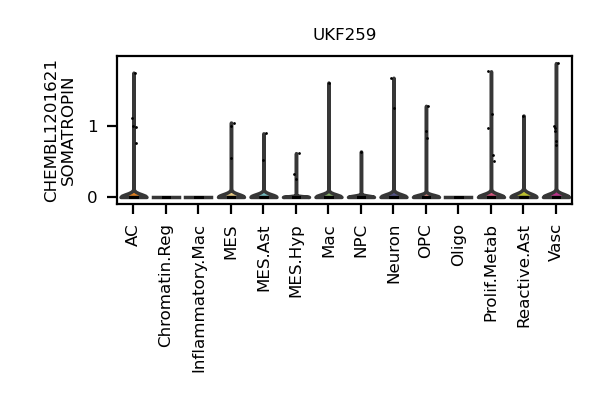 UKF259
CHEMBL1201621
SOMATROPIN
1
0
AC
Chromatin.Reg
Inflammatory.Mac
MES
MES.Ast
MES.Hyp
Mac
NPC
Neuron
OPC
Oligo
Prolif.Metab
Reactive.Ast
Vasc